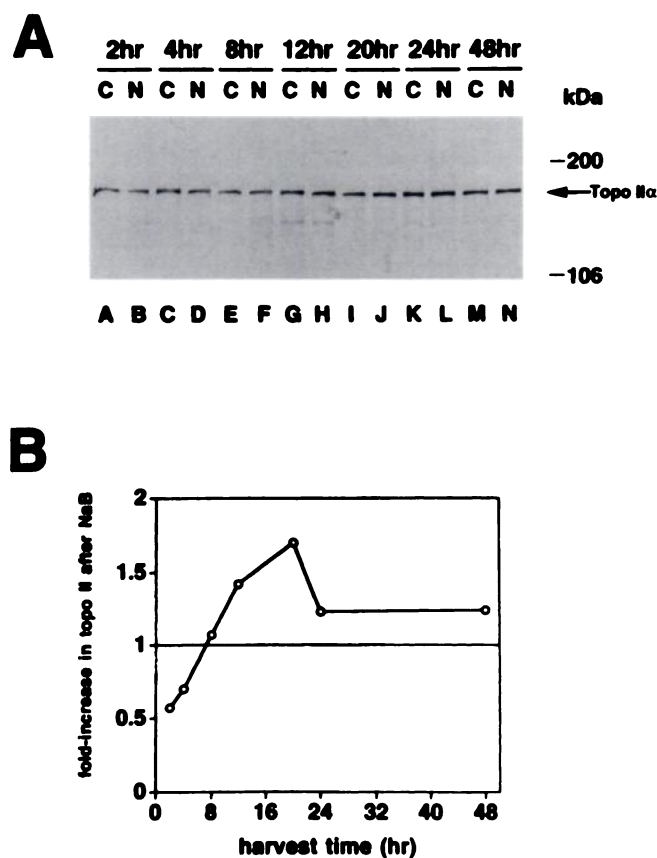 A
2hr 4hr 8hr 12hr 20hr 24hr 48hr
C N C N C N C N C N C N C N
kDa
–200
Topo IIα
–106
A B C D E F G H I J K L M N
B
fold-increase in topo II after NaB
2
1.5
1
0.5
0
0 8 16 24 32 40 48
harvest time (hr)